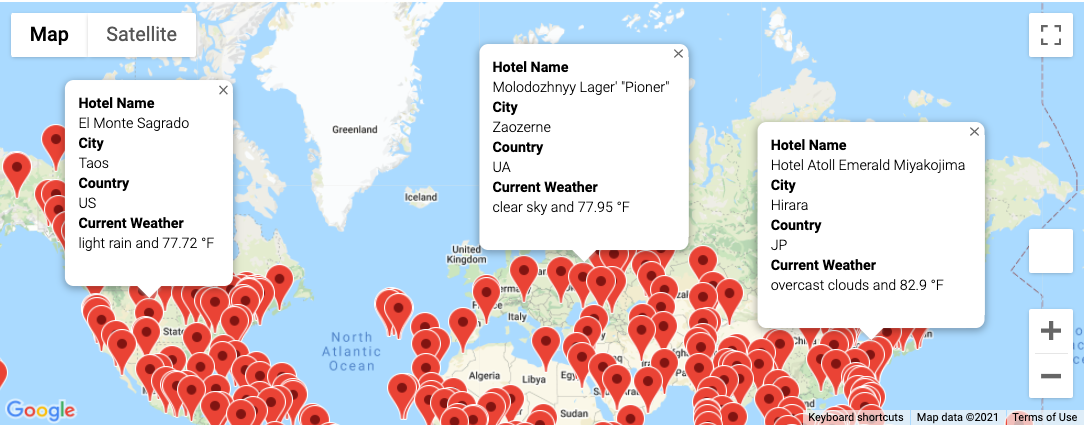 Map
Satellite
Hotel Name
El Monte Sagrado
City
Taos
Country
US
Current Weather
light rain and 77.72 °F
Hotel Name
Molodozhnyy Lager' "Pioner"
City
Zaozerne
Country
UA
Current Weather
clear sky and 77.95 °F
Hotel Name
Hotel Atoll Emerald Miyakojima
City
Hirara
Country
JP
Current Weather
overcast clouds and 82.9 °F
Greenland
Iceland
United
Kingdom
Italy
North
Atlantic
Ocean
Algeria
Libya
Sudan
Google
Keyboard shortcuts
Map data ©2021
Terms of Use